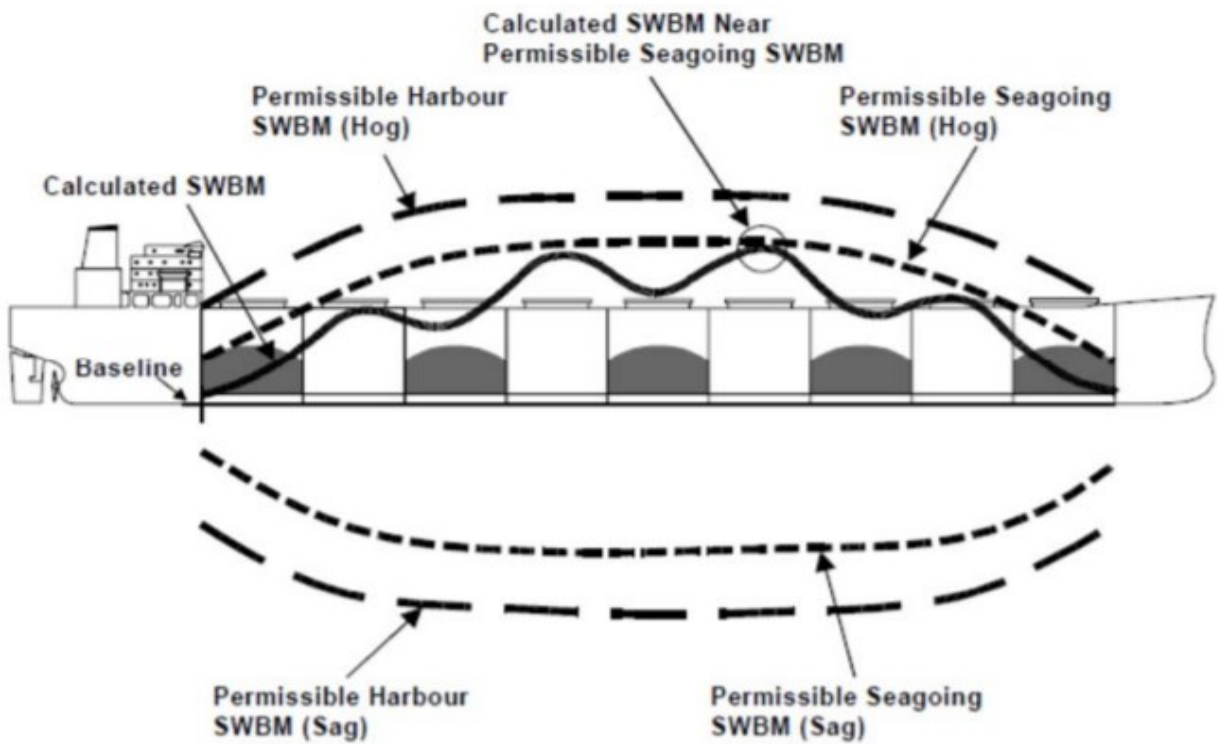 Calculated SWBM Near
Permissible Seagoing SWBM
Permissible Harbour
SWBM (Hog)
Permissible Seagoing
SWBM (Hog)
Calculated SWBM
Baseline
Permissible Harbour
SWBM (Sag)
Permissible Seagoing
SWBM (Sag)